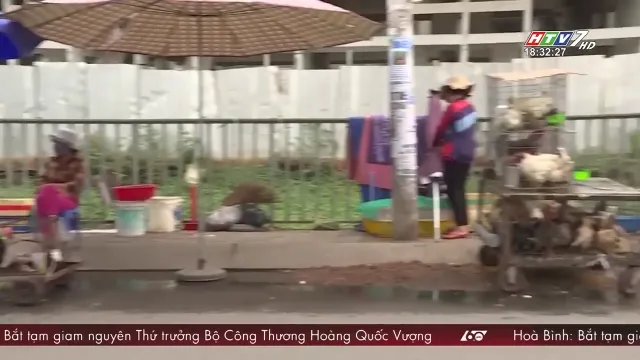 HTV7 HD
18:32:27
Bắt tạm giam nguyên Thứ trưởng Bộ Công Thương Hoàng Quốc Vượng
Hoà Bình: Bắt tạm gia